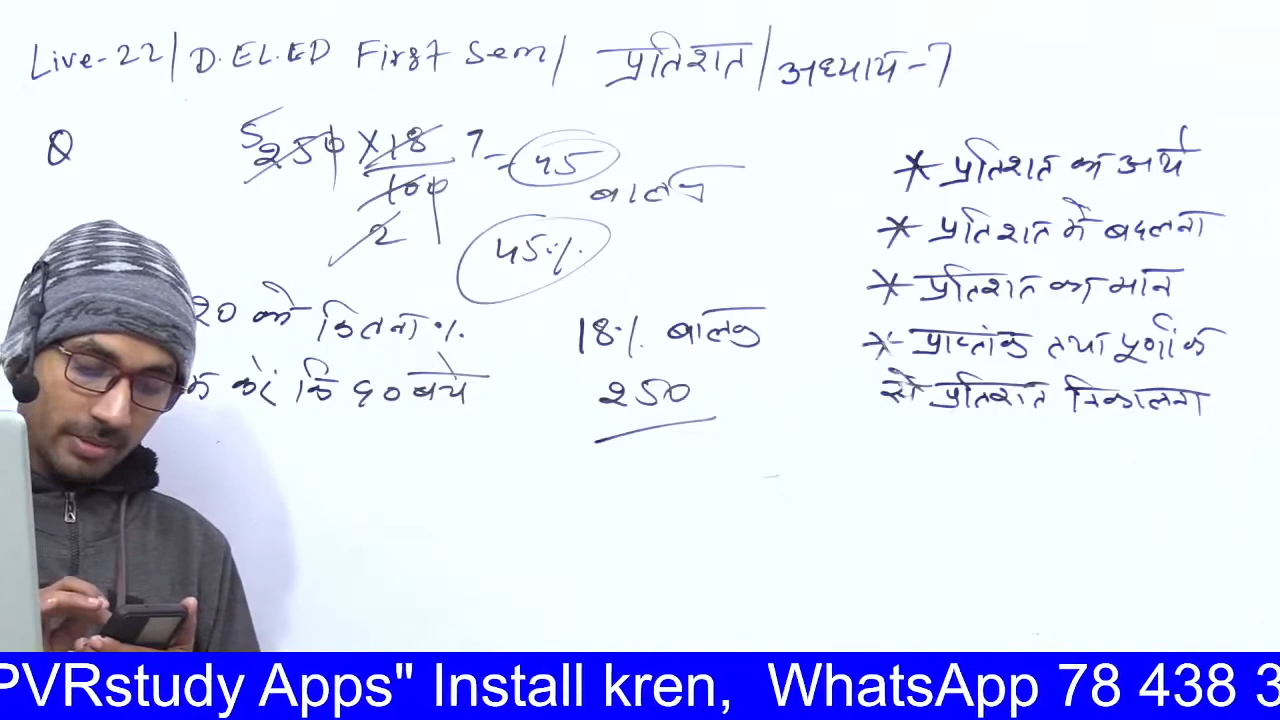 Live-22/ D.EL.ED First Sem/ प्रतिशत/अध्याय-7
Q
5
250 X 18 7 = 45 बालक
100
2
45%
20 को कितना %
करें कि 60 बचे
18% बालक
250
* प्रतिशत का अर्थ
* प्रतिशत में बदलना
* प्रतिशत का मान
* प्राप्तांक तथा पूर्णांक
से प्रतिशत निकालना
PVRstudy Apps" Install kren, WhatsApp 78 438 3